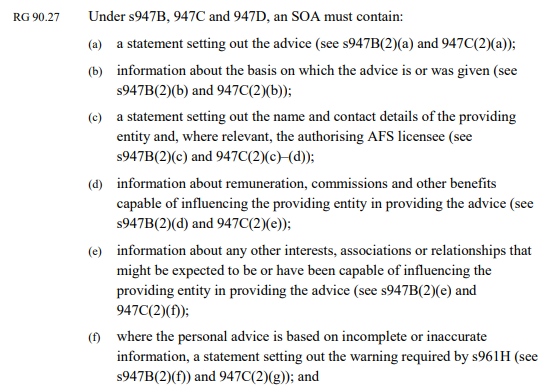 RG 90.27 Under s947B, 947C and 947D, an SOA must contain:
(a) a statement setting out the advice (see s947B(2)(a) and 947C(2)(a));
(b) information about the basis on which the advice is or was given (see
s947B(2)(b) and 947C(2)(b));
(c) a statement setting out the name and contact details of the providing
entity and, where relevant, the authorising AFS licensee (see
s947B(2)(c) and 947C(2)(c)–(d));
(d) information about remuneration, commissions and other benefits
capable of influencing the providing entity in providing the advice (see
s947B(2)(d) and 947C(2)(e));
(e) information about any other interests, associations or relationships that
might be expected to be or have been capable of influencing the
providing entity in providing the advice (see s947B(2)(e) and
947C(2)(f));
(f) where the personal advice is based on incomplete or inaccurate
information, a statement setting out the warning required by s961H (see
s947B(2)(f)) and 947C(2)(g)); and